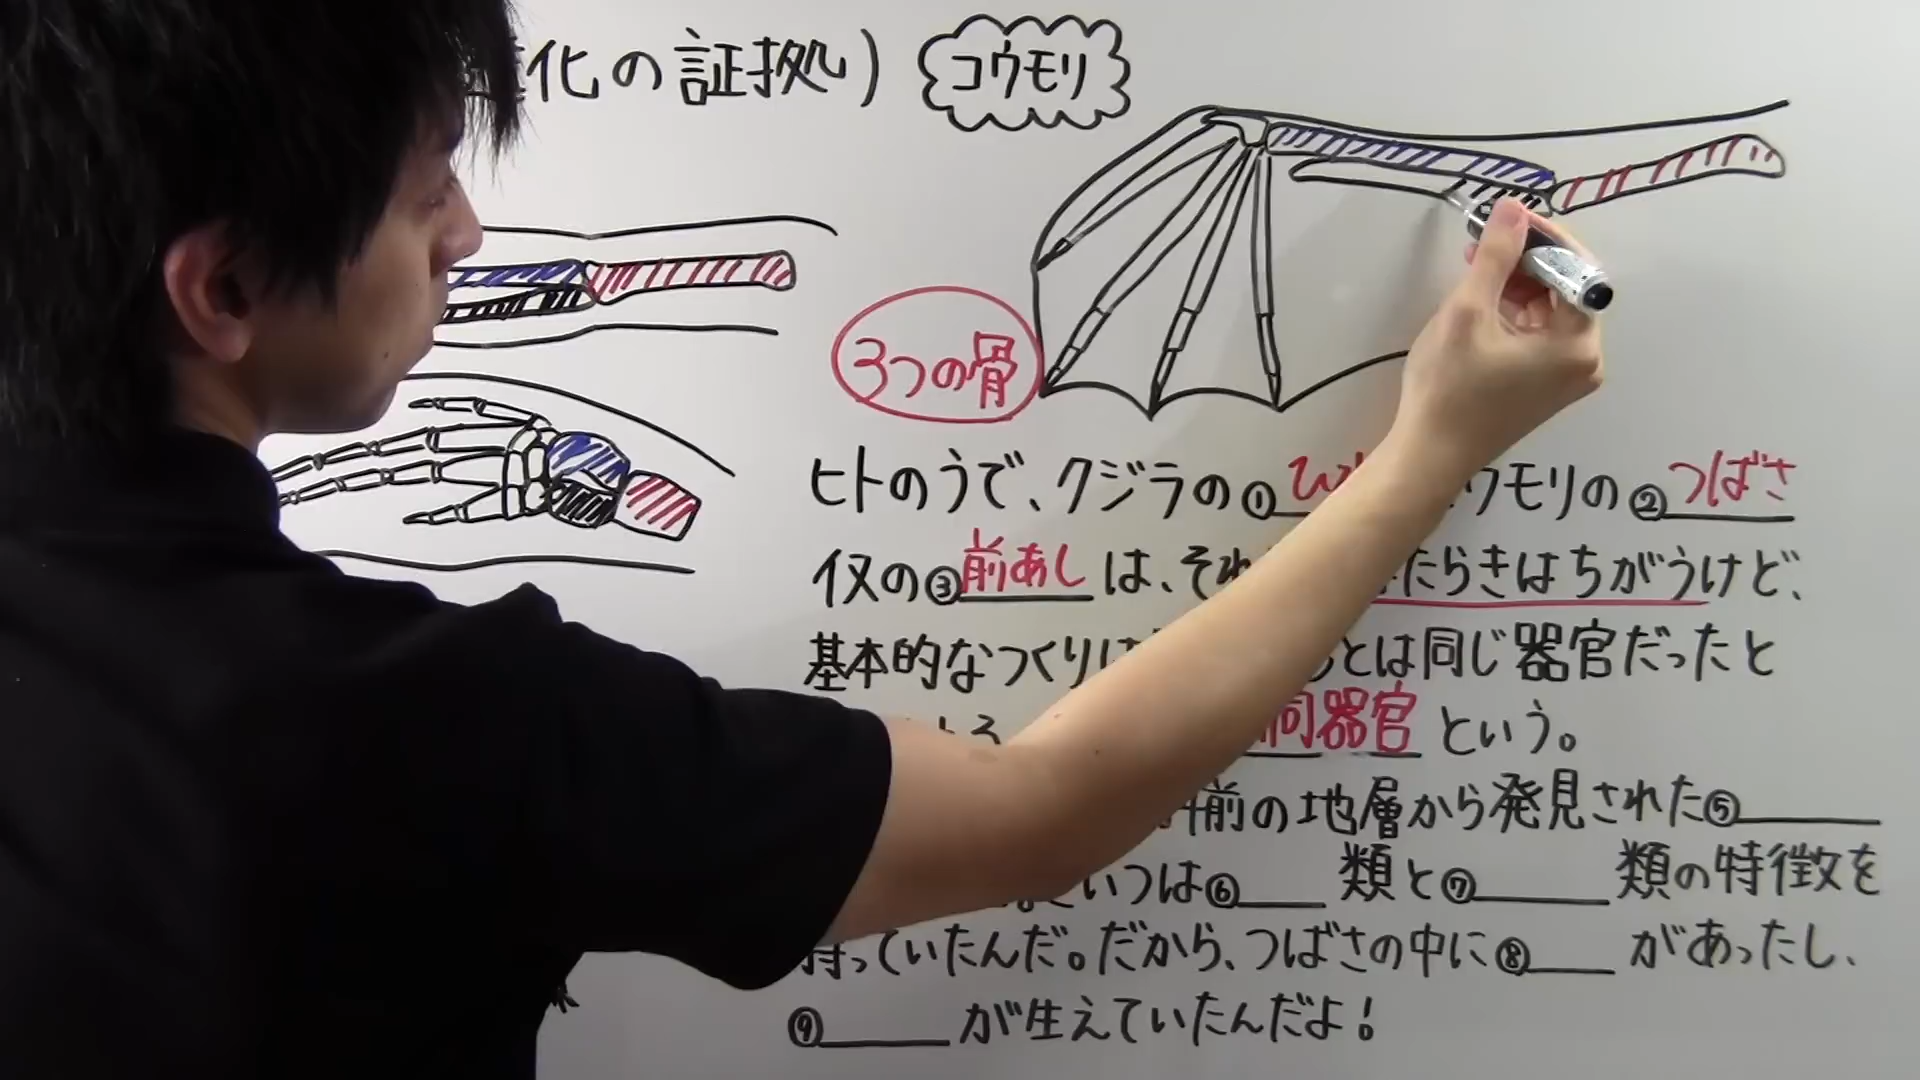 化の証拠)
コウモリ
3つの骨
ヒトのうで、クジラの① ひ ウモリの②つばさ
イヌの③前あし は、それ たらきはちがうけど、
基本的なつくりは とは同じ器官だったと
同器官 という。
前の地層から発見された⑤
いつは⑥ 類と⑦ 類の特徴を
持っていたんだ。だから、つばさの中に⑧ があったし、
⑨ が生えていたんだよ!